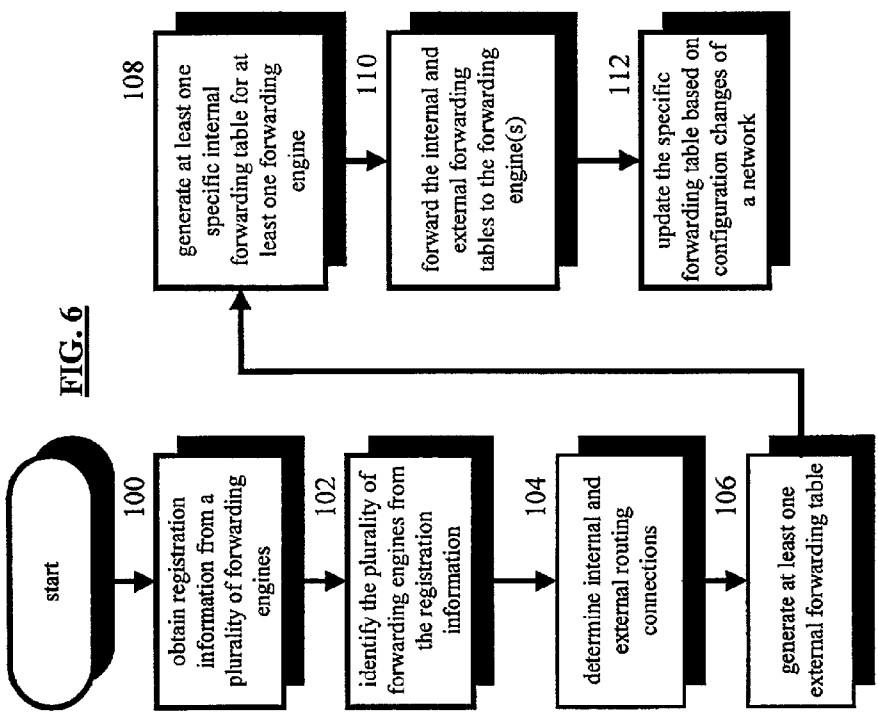 FIG. 6
start
100
obtain registration
information from a
plurality of forwarding
engines
102
identify the plurality of
forwarding engines from
the registration
information
104
determine internal and
external routing
connections
106
generate at least one
external forwarding table
108
generate at least one
specific internal
forwarding table for at
least one forwarding
engine
110
forward the internal and
external forwarding
tables to the forwarding
engine(s)
112
update the specific
forwarding table based on
configuration changes of
a network